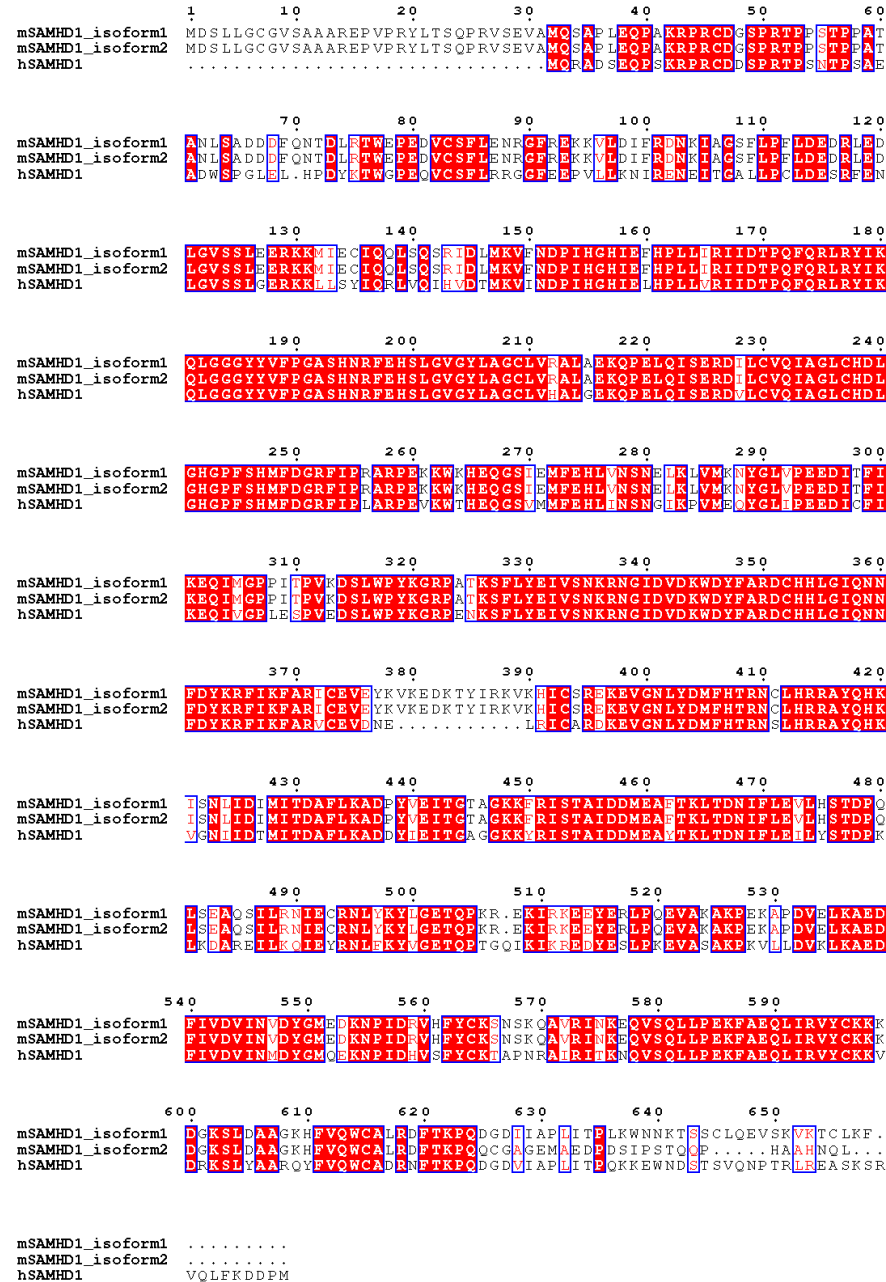 1 10 20 30 40 50 60
mSAMHD1_isoform1 MDSLLGCGVSAAAREPVPRYLTSQPRVSEVAMQSAPLEQPAKRPRCDGSPRTPPSTPPAT
mSAMHD1_isoform2 MDSLLGCGVSAAAREPVPRYLTSQPRVSEVAMQSAPLEQPAKRPRCDGSPRTPPSTPPAT
hSAMHD1 ...............................MQRADSEQPSKRPRCDDSPRTPSNTPSAE
70 80 90 100 110 120
mSAMHD1_isoform1 ANLSADDDFQNTDLRTWEPEDVCSFLENRGFREKKVLDIFRDNKIAGSFLPFLDEDRLED
mSAMHD1_isoform2 ANLSADDDFQNTDLRTWEPEDVCSFLENRGFREKKVLDIFRDNKIAGSFLPFLDEDRLED
hSAMHD1 ADWSPGLEL.HPDYKTWGPEQVCSFLRRGGFEEPVLLKNIRENEITGALLPCLDESRFEN
130 140 150 160 170 180
mSAMHD1_isoform1 LGVSSLEERKKMIECIQQLSQSRIDLMKVFNDPIHGHIEFHPLLIRIIDTPQFQRLRYIK
mSAMHD1_isoform2 LGVSSLEERKKMIECIQQLSQSRIDLMKVFNDPIHGHIEFHPLLIRIIDTPQFQRLRYIK
hSAMHD1 LGVSSLGERKKLLSYIQRLVQIHVDTMKVINDPIHGHIELHPLLVRIIDTPQFQRLRYIK
190 200 210 220 230 240
mSAMHD1_isoform1 QLGGGYYVFPGASHNRFEHSLGVGYLAGCLVRALAEKQPELQISERDILCVQIAGLCHDL
mSAMHD1_isoform2 QLGGGYYVFPGASHNRFEHSLGVGYLAGCLVRALAEKQPELQISERDILCVQIAGLCHDL
hSAMHD1 QLGGGYYVFPGASHNRFEHSLGVGYLAGCLVHALGEKQPELQISERDVLCVQIAGLCHDL
250 260 270 280 290 300
mSAMHD1_isoform1 GHGPFSHMFDGRFIPRARPEKKWKHEQGSIEMFEHLVNSNELKLVMKNYGLVPEEDITFI
mSAMHD1_isoform2 GHGPFSHMFDGRFIPRARPEKKWKHEQGSIEMFEHLVNSNELKLVMKNYGLVPEEDITFI
hSAMHD1 GHGPFSHMFDGRFIPLARPEVKWTHEQGSVMMFEHLINSNGIKPVMEQYGLIPEEDICFI
310 320 330 340 350 360
mSAMHD1_isoform1 KEQIMGPPITPVKDSLWPYKGRPATKSFLYEIVSNKRNGIDVDKWDYFARDCHHLGIQNN
mSAMHD1_isoform2 KEQIMGPPITPVKDSLWPYKGRPATKSFLYEIVSNKRNGIDVDKWDYFARDCHHLGIQNN
hSAMHD1 KEQIVGPLESPVEDSLWPYKGRPENKSFLYEIVSNKRNGIDVDKWDYFARDCHHLGIQNN
370 380 390 400 410 420
mSAMHD1_isoform1 FDYKRFIKFARICEVEYKVKEDKTYIRKVKHICSREKEVGNLYDMFHTRNCLHRRAYQHK
mSAMHD1_isoform2 FDYKRFIKFARICEVEYKVKEDKTYIRKVKHICSREKEVGNLYDMFHTRNCLHRRAYQHK
hSAMHD1 FDYKRFIKFARVCEVDNE...........LRICARDKEVGNLYDMFHTRNSLHRRAYQHK
430 440 450 460 470 480
mSAMHD1_isoform1 ISNLIDIMITDAFLKADPYVEITGTAGKKFRISTAIDDMEAFTKLTDNIFLEVLHSTDPQ
mSAMHD1_isoform2 ISNLIDIMITDAFLKADPYVEITGTAGKKFRISTAIDDMEAFTKLTDNIFLEVLHSTDPQ
hSAMHD1 VGNIIDTMITDAFLKADDYIEITGAGGKKYRISTAIDDMEAYTKLTDNIFLEILYSTDPK
490 500 510 520 530
mSAMHD1_isoform1 LSEAQSILRNIECRNLYKYLGETQPKR.EKIRKEEYERLPQEVAKAKPEKAPDVELKAED
mSAMHD1_isoform2 LSEAQSILRNIECRNLYKYLGETQPKR.EKIRKEEYERLPQEVAKAKPEKAPDVELKAED
hSAMHD1 LKDAREILKQIEYRNLFKYVGETQPTGQIKIKREDYESLPKEVASAKPKVLLDVKLKAED
540 550 560 570 580 590
mSAMHD1_isoform1 FIVDVINVDYGMEDKNPIDRVHFYCKSNSKQAVRINKEQVSQLLPEKFAEQLIRVYCKKK
mSAMHD1_isoform2 FIVDVINVDYGMEDKNPIDRVHFYCKSNSKQAVRINKEQVSQLLPEKFAEQLIRVYCKKK
hSAMHD1 FIVDVINMDYGMQEKNPIDHVSFYCKTAPNRAIRITKNQVSQLLPEKFAEQLIRVYCKKV
600 610 620 630 640 650
mSAMHD1_isoform1 DGKSLDAAGKHFVQWCALRDFTKPQDGDIIAPLITPLKWNNKTSSCLQEVSKVKTCLKF.
mSAMHD1_isoform2 DGKSLDAAGKHFVQWCALRDFTKPQQCGAGEMAEDPDSIPSTQQP.....HAAHNQL...
hSAMHD1 DRKSLYAARQYFVQWCADRNFTKPQDGDVIAPLITPQKKEWNDSTSVQNPTRLREASKSR
mSAMHD1_isoform1 .........
mSAMHD1_isoform2 .........
hSAMHD1 VQLFKDDPM